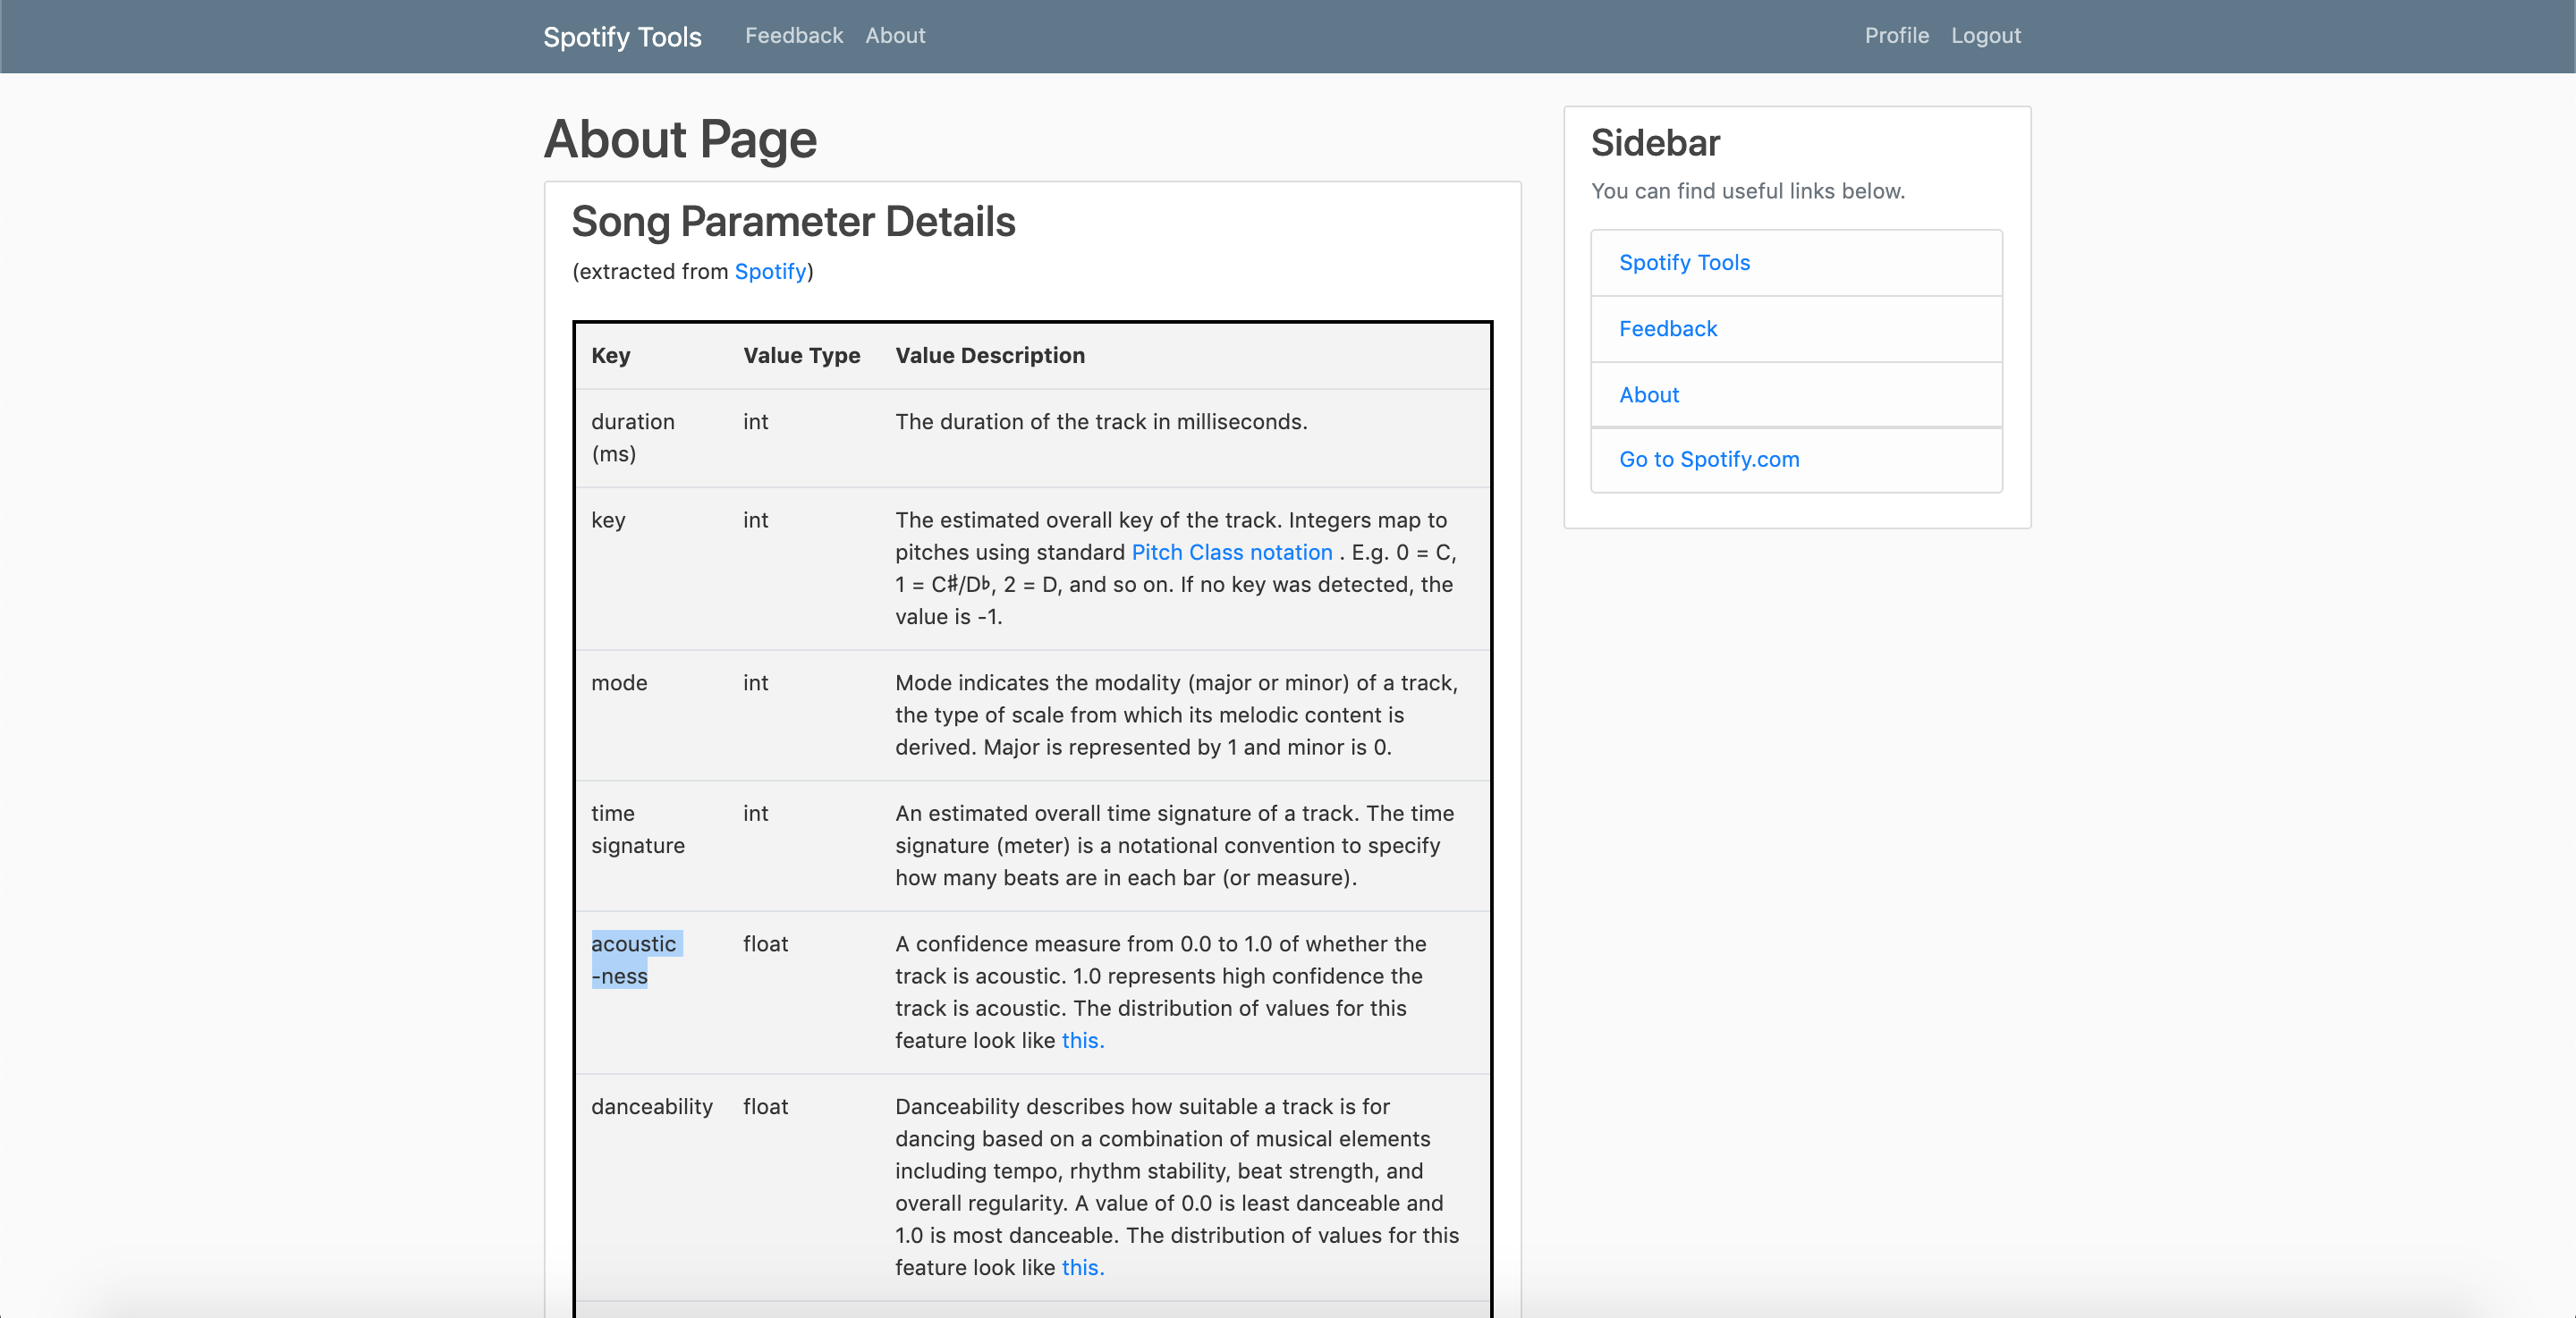 Spotify Tools
Feedback
About
Profile
Logout
About Page
Song Parameter Details
(extracted from Spotify)
Key Value Type Value Description
duration
(ms)
int
The duration of the track in milliseconds.
key
int
The estimated overall key of the track. Integers map to
pitches using standard Pitch Class notation . E.g. 0 = C,
1 = C♯/D♭, 2 = D, and so on. If no key was detected, the
value is -1.
mode
int
Mode indicates the modality (major or minor) of a track,
the type of scale from which its melodic content is
derived. Major is represented by 1 and minor is 0.
time
signature
int
An estimated overall time signature of a track. The time
signature (meter) is a notational convention to specify
how many beats are in each bar (or measure).
acoustic
-ness
float
A confidence measure from 0.0 to 1.0 of whether the
track is acoustic. 1.0 represents high confidence the
track is acoustic. The distribution of values for this
feature look like this.
danceability
float
Danceability describes how suitable a track is for
dancing based on a combination of musical elements
including tempo, rhythm stability, beat strength, and
overall regularity. A value of 0.0 is least danceable and
1.0 is most danceable. The distribution of values for this
feature look like this.
Sidebar
You can find useful links below.
Spotify Tools
Feedback
About
Go to Spotify.com